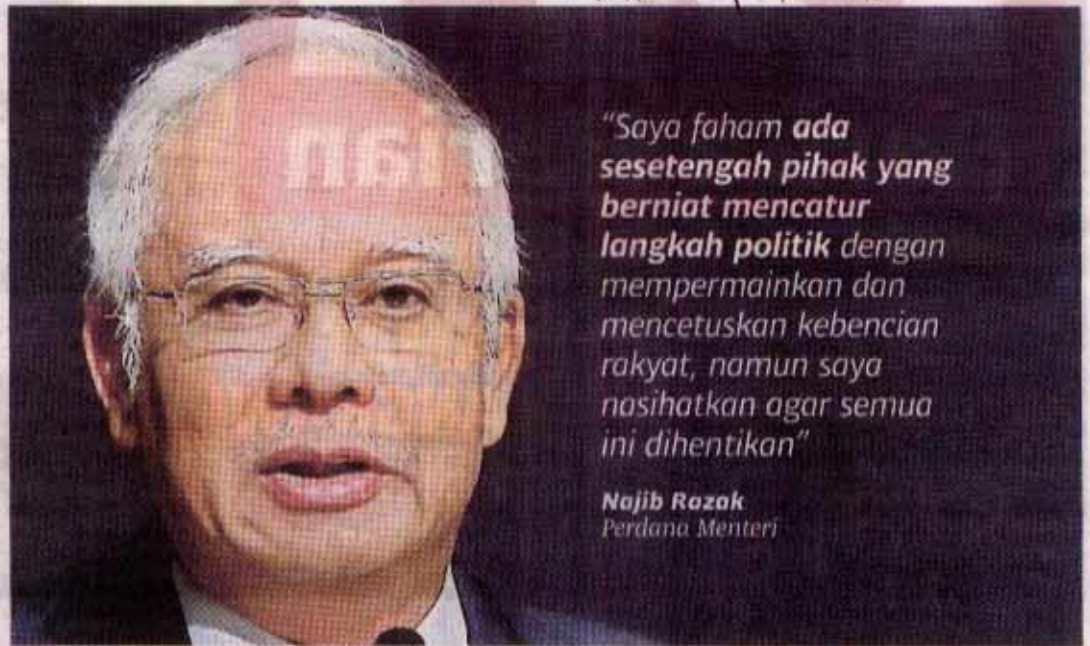 "Saya faham ada
sesetengah pihak yang
berniat mencatur
langkah politik dengan
mempermainkan dan
mencetuskan kebencian
rakyat, namun saya
nasihatkan agar semua
ini dihentikan"
Najib Razak
Perdana Menteri